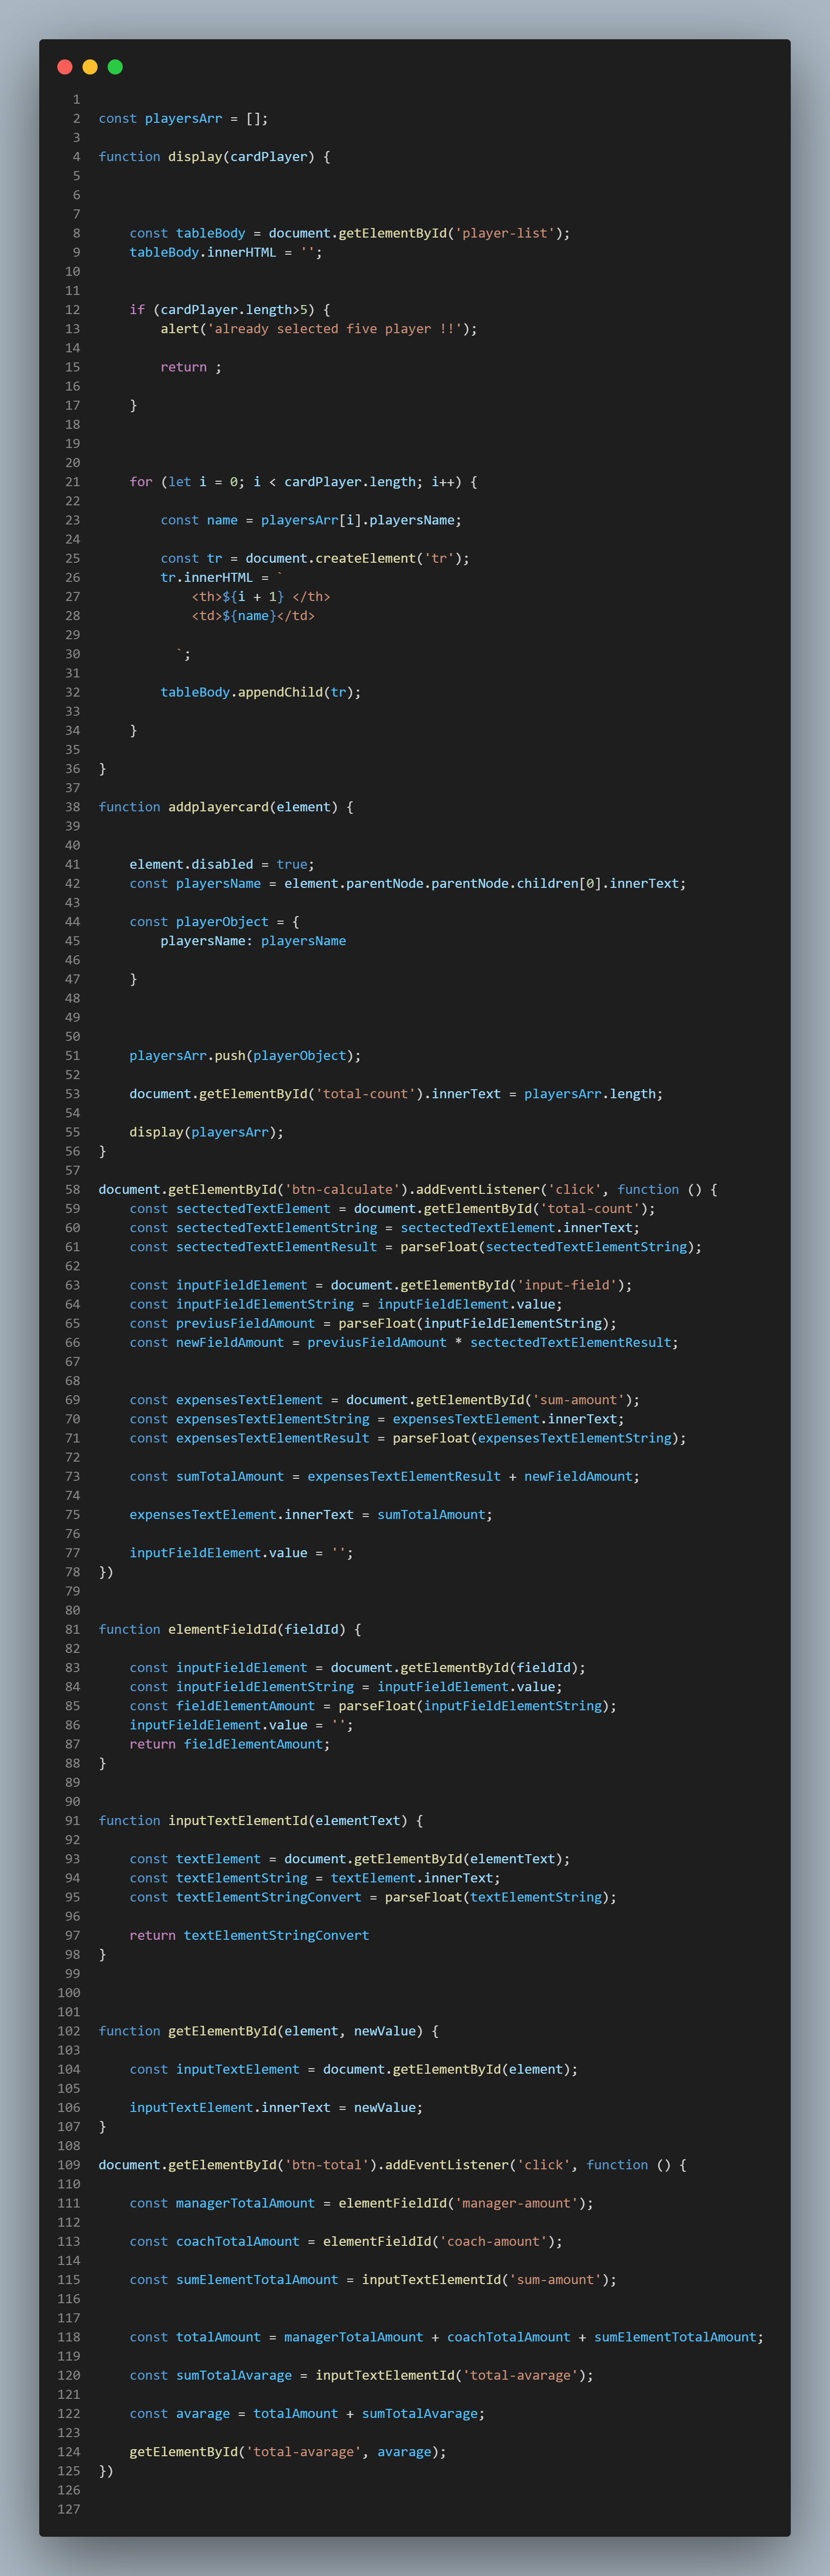 1
2 const playersArr = [];
3
4 function display(cardPlayer) {
5
6
7
8     const tableBody = document.getElementById('player-list');
9     tableBody.innerHTML = '';
10
11
12     if (cardPlayer.length>5) {
13         alert('already selected five player !!');
14
15         return ;
16
17     }
18
19
20
21     for (let i = 0; i < cardPlayer.length; i++) {
22
23         const name = playersArr[i].playersName;
24
25         const tr = document.createElement('tr');
26         tr.innerHTML = `
27             <th>${i + 1} </th>
28             <td>${name}</td>
29
30           `;
31
32         tableBody.appendChild(tr);
33
34     }
35
36 }
37
38 function addplayercard(element) {
39
40
41     element.disabled = true;
42     const playersName = element.parentNode.parentNode.children[0].innerText;
43
44     const playerObject = {
45         playersName: playersName
46
47     }
48
49
50
51     playersArr.push(playerObject);
52
53     document.getElementById('total-count').innerText = playersArr.length;
54
55     display(playersArr);
56 }
57
58 document.getElementById('btn-calculate').addEventListener('click', function () {
59     const sectectedTextElement = document.getElementById('total-count');
60     const sectectedTextElementString = sectectedTextElement.innerText;
61     const sectectedTextElementResult = parseFloat(sectectedTextElementString);
62
63     const inputFieldElement = document.getElementById('input-field');
64     const inputFieldElementString = inputFieldElement.value;
65     const previusFieldAmount = parseFloat(inputFieldElementString);
66     const newFieldAmount = previusFieldAmount * sectectedTextElementResult;
67
68
69     const expensesTextElement = document.getElementById('sum-amount');
70     const expensesTextElementString = expensesTextElement.innerText;
71     const expensesTextElementResult = parseFloat(expensesTextElementString);
72
73     const sumTotalAmount = expensesTextElementResult + newFieldAmount;
74
75     expensesTextElement.innerText = sumTotalAmount;
76
77     inputFieldElement.value = '';
78 })
79
80
81 function elementFieldId(fieldId) {
82
83     const inputFieldElement = document.getElementById(fieldId);
84     const inputFieldElementString = inputFieldElement.value;
85     const fieldElementAmount = parseFloat(inputFieldElementString);
86     inputFieldElement.value = '';
87     return fieldElementAmount;
88 }
89
90
91 function inputTextElementId(elementText) {
92
93     const textElement = document.getElementById(elementText);
94     const textElementString = textElement.innerText;
95     const textElementStringConvert = parseFloat(textElementString);
96
97     return textElementStringConvert
98 }
99
100
101
102 function getElementById(element, newValue) {
103
104     const inputTextElement = document.getElementById(element);
105
106     inputTextElement.innerText = newValue;
107 }
108
109 document.getElementById('btn-total').addEventListener('click', function () {
110
111     const managerTotalAmount = elementFieldId('manager-amount');
112
113     const coachTotalAmount = elementFieldId('coach-amount');
114
115     const sumElementTotalAmount = inputTextElementId('sum-amount');
116
117
118     const totalAmount = managerTotalAmount + coachTotalAmount + sumElementTotalAmount;
119
120     const sumTotalAvarage = inputTextElementId('total-avarage');
121
122     const avarage = totalAmount + sumTotalAvarage;
123
124     getElementById('total-avarage', avarage);
125 })
126
127